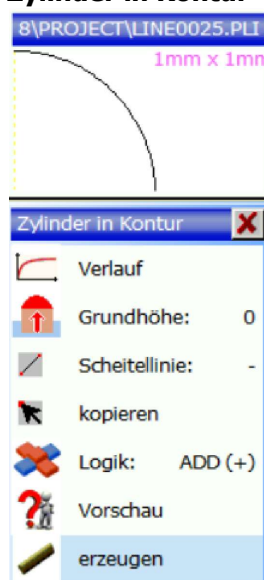 Zylinder in Kontur
8\PROJECT\LINE0025.PLI
1mm x 1mm
Zylinder in Kontur
Verlauf
Grundhöhe: 0
Scheitellinie: -
kopieren
Logik: ADD (+)
Vorschau
erzeugen